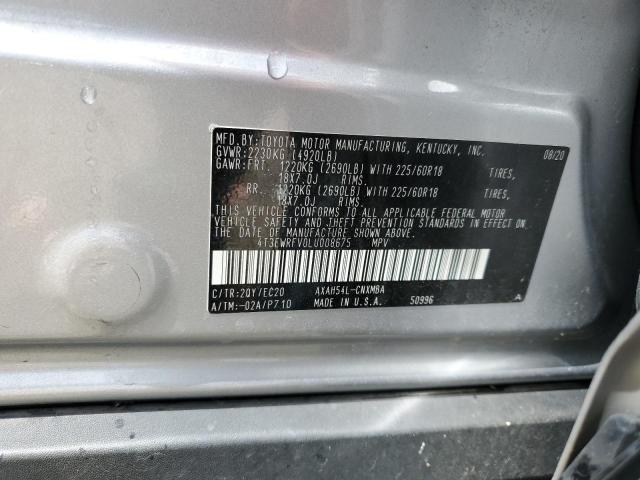 MFD.BY:TOYOTA MOTOR MANUFACTURING, KENTUCKY, INC. 08/20
GVWR:2230KG (4920LB)
GAWR:FRT. 1220KG (2690LB) WITH 225/60R18 TIRES,
18X7.0J RIMS.
RR. 1220KG (2690LB) WITH 225/60R18 TIRES,
18X7.0J RIMS.
THIS VEHICLE CONFORMS TO ALL APPLICABLE FEDERAL MOTOR
VEHICLE SAFETY AND THEFT PREVENTION STANDARDS IN EFFECT ON
THE DATE OF MANUFACTURE SHOWN ABOVE.
4T3EWRFV0LU008675 MPV
C/TR:2QY/EC20 AXAH54L-CNXMBA
A/TM:-02A/P710 MADE IN U.S.A. 50996 A